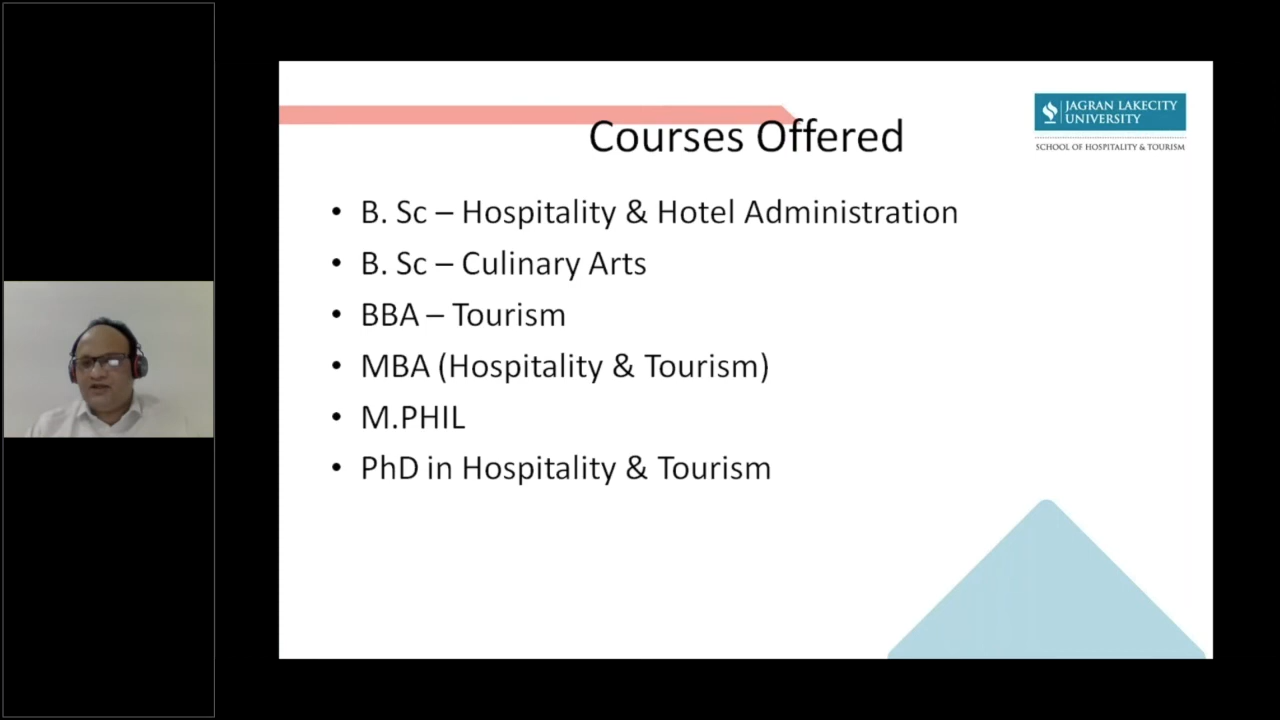 JAGRAN LAKECITY
UNIVERSITY
SCHOOL OF HOSPITALITY & TOURISM
Courses Offered
• B. Sc – Hospitality & Hotel Administration
• B. Sc – Culinary Arts
• BBA – Tourism
• MBA (Hospitality & Tourism)
• M.PHIL
• PhD in Hospitality & Tourism